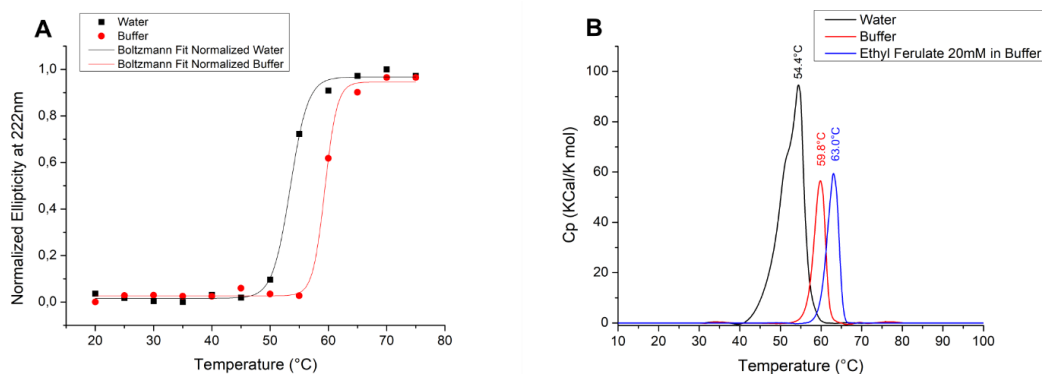 A
Water
Buffer
Boltzmann Fit Normalized Water
Boltzmann Fit Normalized Buffer
Normalized Ellipticity at 222nm
1,0
0,8
0,6
0,4
0,2
0,0
20 30 40 50 60 70 80
Temperature (°C)
B
Water
Buffer
Ethyl Ferulate 20mM in Buffer
54.4°C
59.8°C
63.0°C
Cp (KCal/K mol)
100
80
60
40
20
0
10 20 30 40 50 60 70 80 90 100
Temperature (°C)